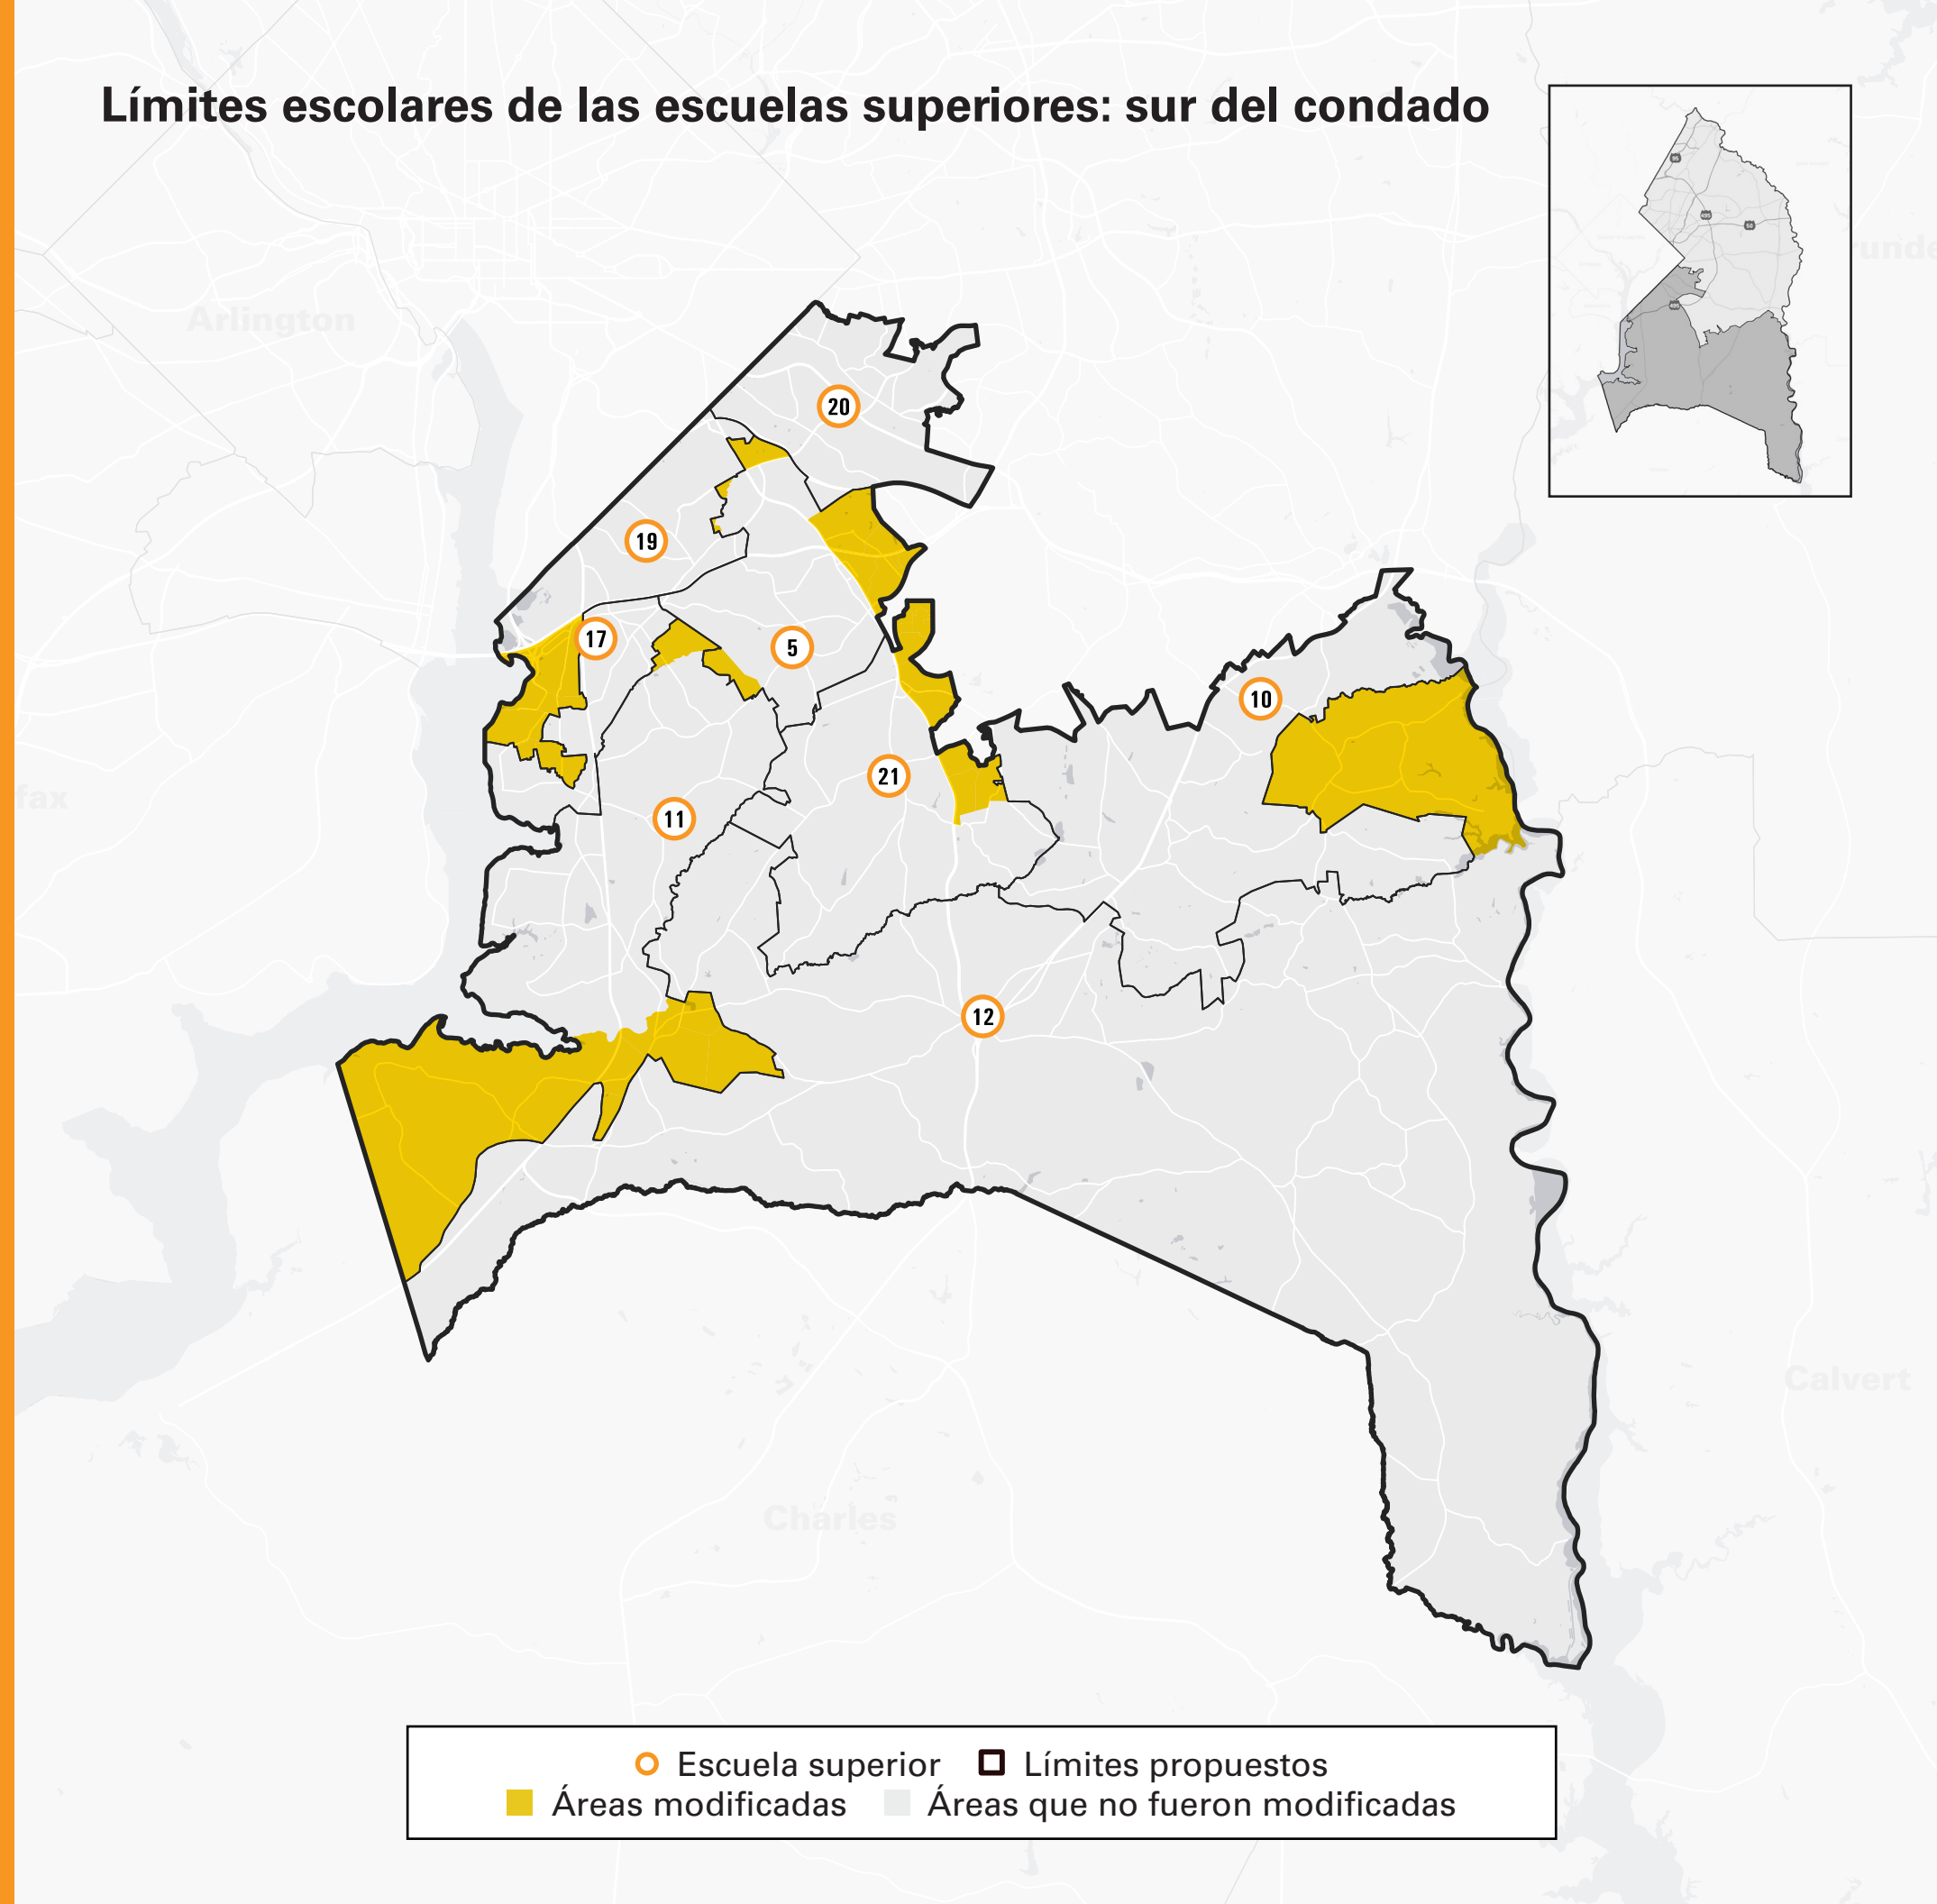 Límites escolares de las escuelas superiores: sur del condado
Arlington
20
19
17
5
10
21
fax
11
12
Calvert
Charles
Escuela superior
Límites propuestos
Áreas modificadas
Áreas que no fueron modificadas